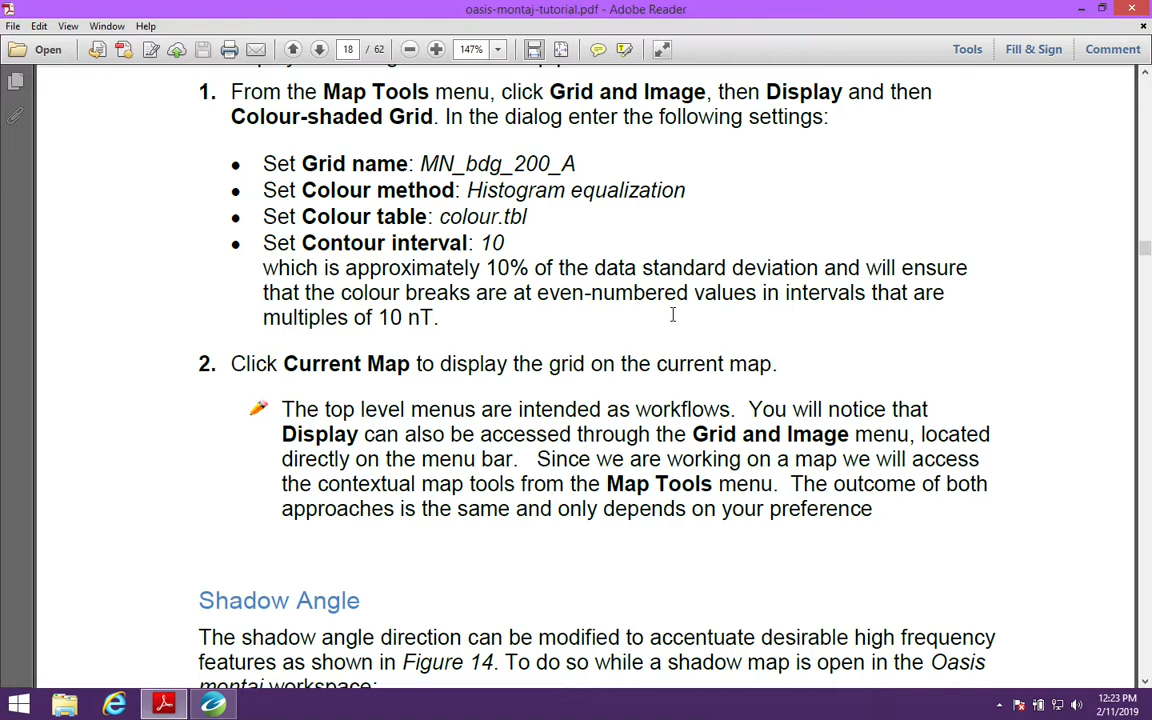 oasis-montaj-tutorial.pdf - Adobe Reader
File Edit View Window Help
Open 18 / 62 147% Tools Fill & Sign Comment
1. From the Map Tools menu, click Grid and Image, then Display and then
Colour-shaded Grid. In the dialog enter the following settings:
• Set Grid name: MN_bdg_200_A
• Set Colour method: Histogram equalization
• Set Colour table: colour.tbl
• Set Contour interval: 10
which is approximately 10% of the data standard deviation and will ensure
that the colour breaks are at even-numbered values in intervals that are
multiples of 10 nT.
2. Click Current Map to display the grid on the current map.
The top level menus are intended as workflows. You will notice that
Display can also be accessed through the Grid and Image menu, located
directly on the menu bar. Since we are working on a map we will access
the contextual map tools from the Map Tools menu. The outcome of both
approaches is the same and only depends on your preference
Shadow Angle
The shadow angle direction can be modified to accentuate desirable high frequency
features as shown in Figure 14. To do so while a shadow map is open in the Oasis
montaj workspace:
12:23 PM
2/11/2019